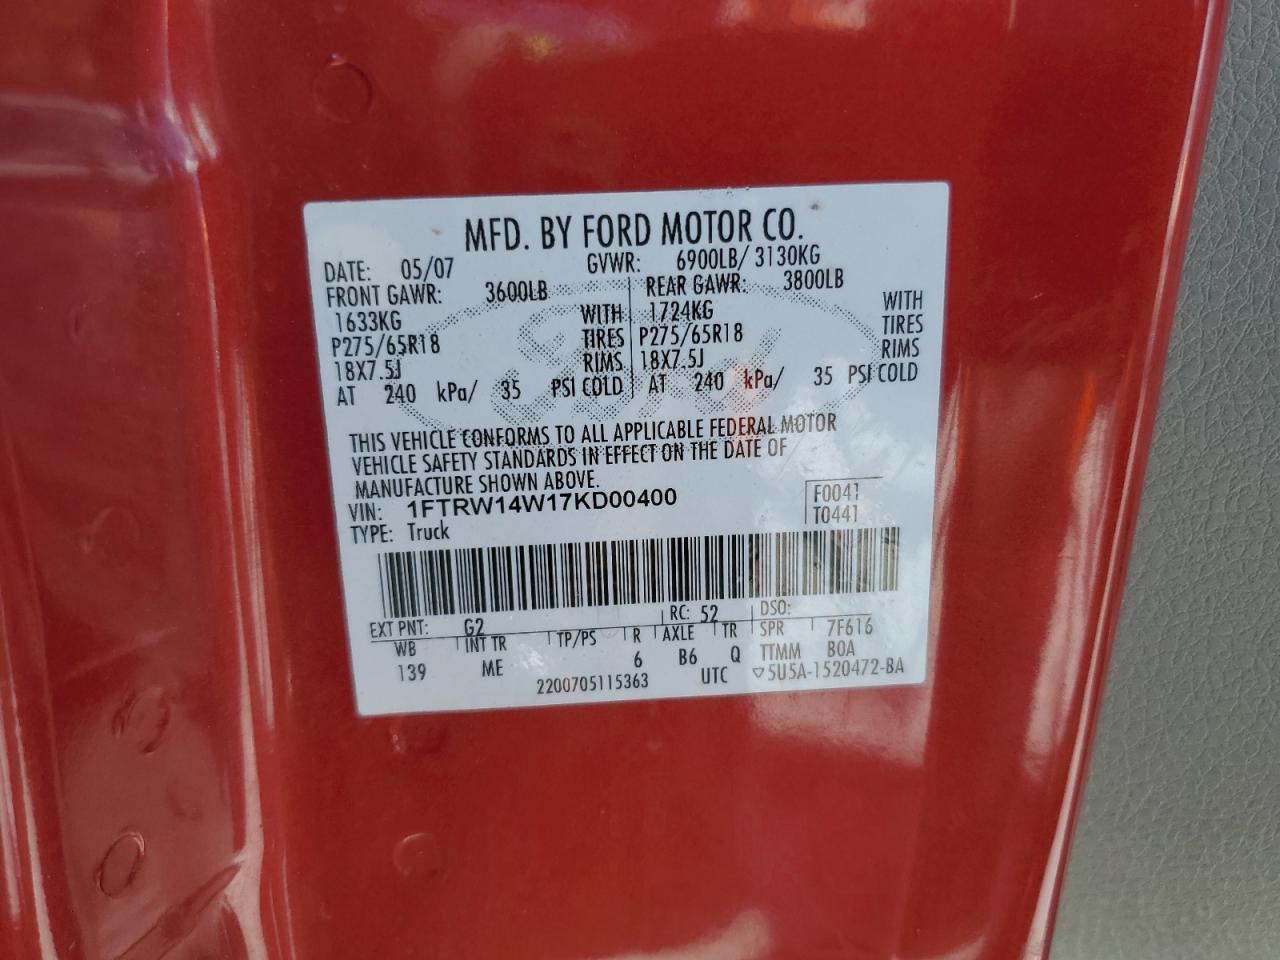 MFD. BY FORD MOTOR CO.
DATE: 05/07 GVWR: 6900LB/ 3130KG
FRONT GAWR: 3600LB REAR GAWR: 3800LB
1633KG WITH 1724KG WITH
P275/65R18 TIRES P275/65R18 TIRES
18X7.5J RIMS 18X7.5J RIMS
AT 240 kPa/ 35 PSI COLD AT 240 kPa/ 35 PSI COLD
THIS VEHICLE CONFORMS TO ALL APPLICABLE FEDERAL MOTOR
VEHICLE SAFETY STANDARDS IN EFFECT ON THE DATE OF
MANUFACTURE SHOWN ABOVE.
VIN: 1FTRW14W17KD00400 F0041
TYPE: Truck T0441
EXT PNT: G2 RC: 52 DSO:
WB INT TR TP/PS R AXLE TR SPR 7F616
139 ME 6 B6 Q TTMM BOA
2200705115363 UTC ▽5U5A-1520472-BA
Ford